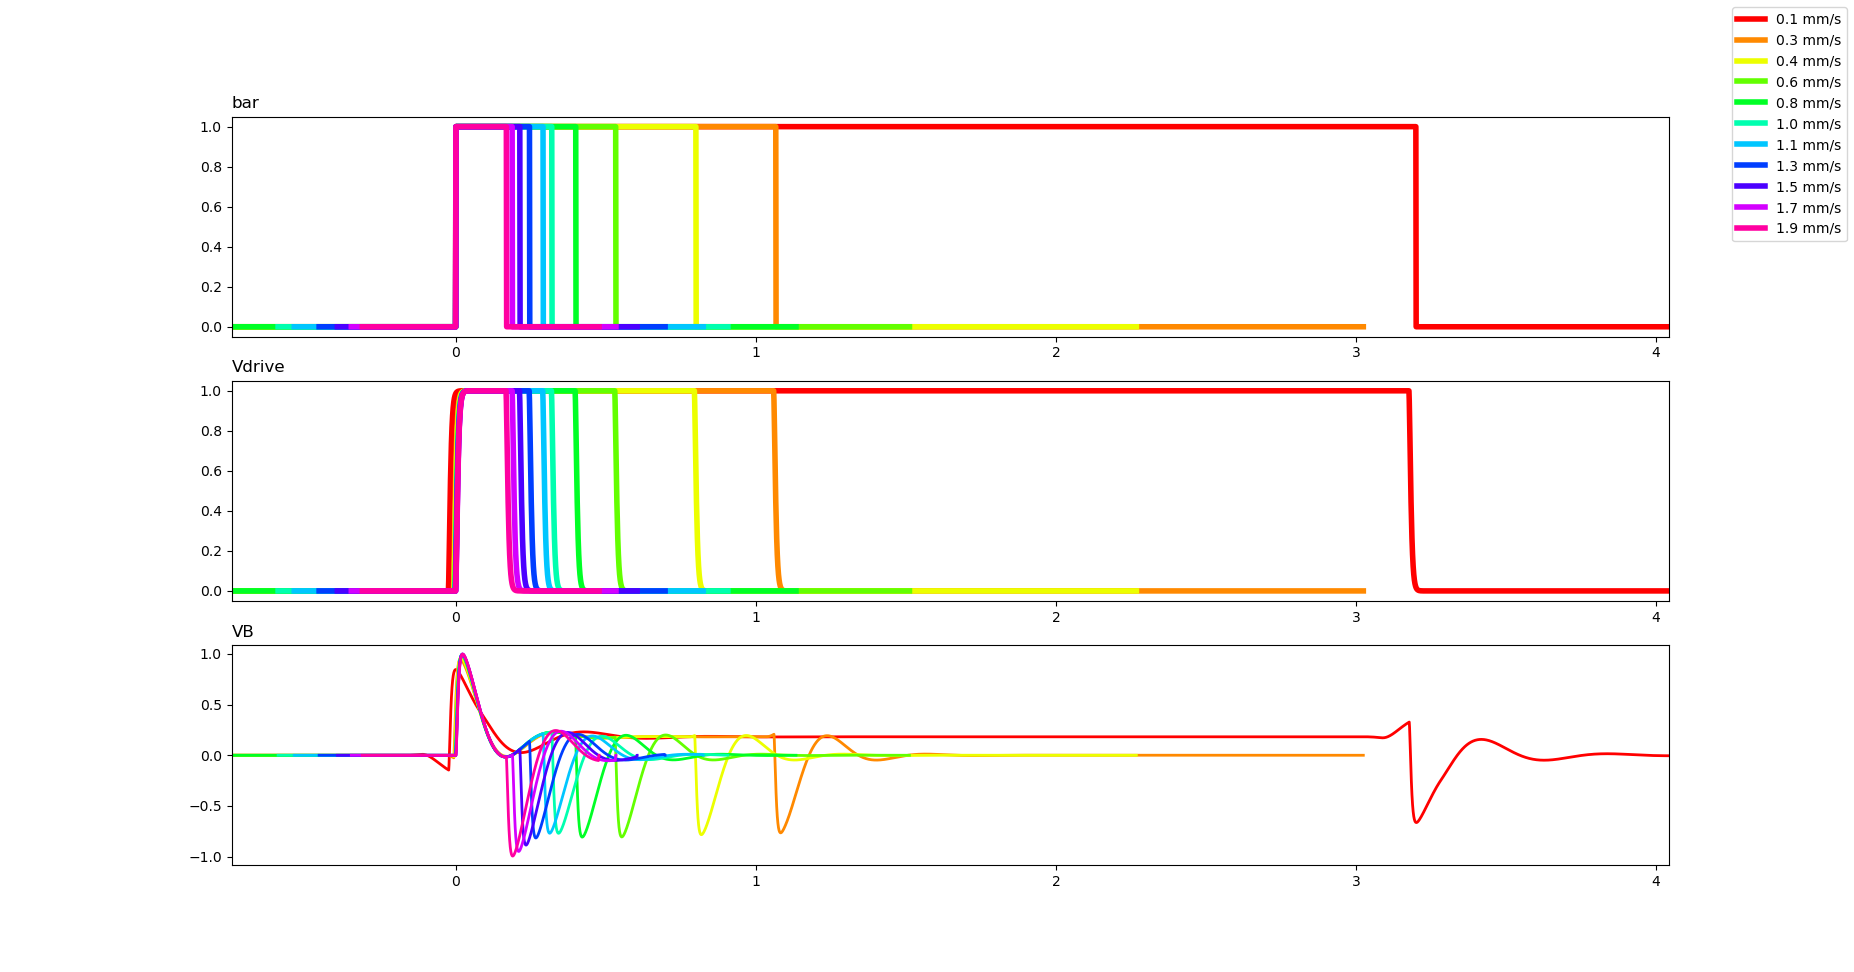 0.1 mm/s
0.3 mm/s
0.4 mm/s
0.6 mm/s
0.8 mm/s
1.0 mm/s
1.1 mm/s
1.3 mm/s
1.5 mm/s
1.7 mm/s
1.9 mm/s
bar
1.0
0.8
0.6
0.4
0.2
0.0
0 1 2 3 4
Vdrive
1.0
0.8
0.6
0.4
0.2
0.0
0 1 2 3 4
VB
1.0
0.5
0.0
−0.5
−1.0
0 1 2 3 4